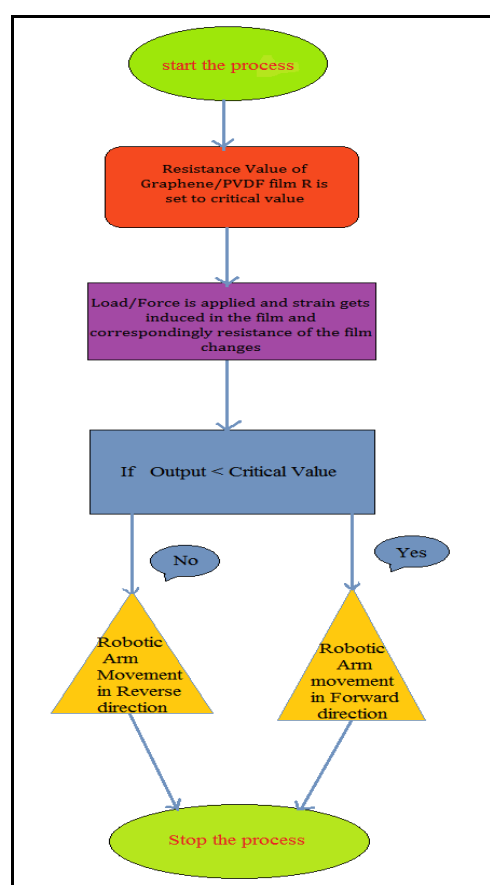 start the process
Resistance Value of
Graphene/PVDF film R is
set to critical value
Load/Force is applied and strain gets
induced in the film and
correspondingly resistance of the film
changes
If Output < Critical Value
No
Yes
Robotic
Arm
Movement
in Reverse
direction
Robotic
Arm
movement
in Forward
direction
Stop the process